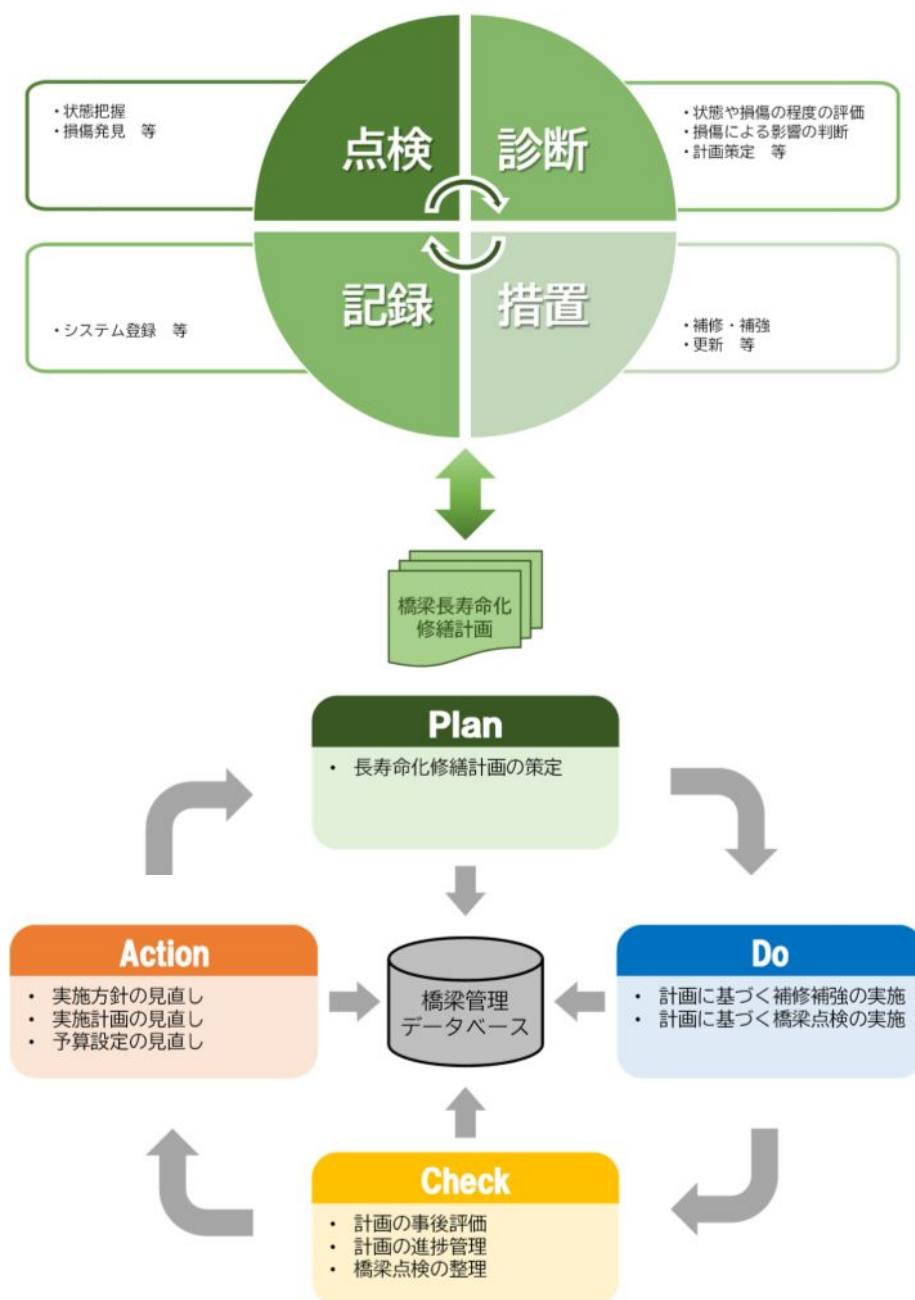 点検
・状態把握
・損傷発見　等
診断
・状態や損傷の程度の評価
・損傷による影響の判断
・計画策定　等
記録
・システム登録　等
措置
・補修・補強
・更新　等
橋梁長寿命化
修繕計画
Plan
・長寿命化修繕計画の策定
Action
・実施方針の見直し
・実施計画の見直し
・予算設定の見直し
橋梁管理
データベース
Do
・計画に基づく補修補強の実施
・計画に基づく橋梁点検の実施
Check
・計画の事後評価
・計画の進捗管理
・橋梁点検の整理